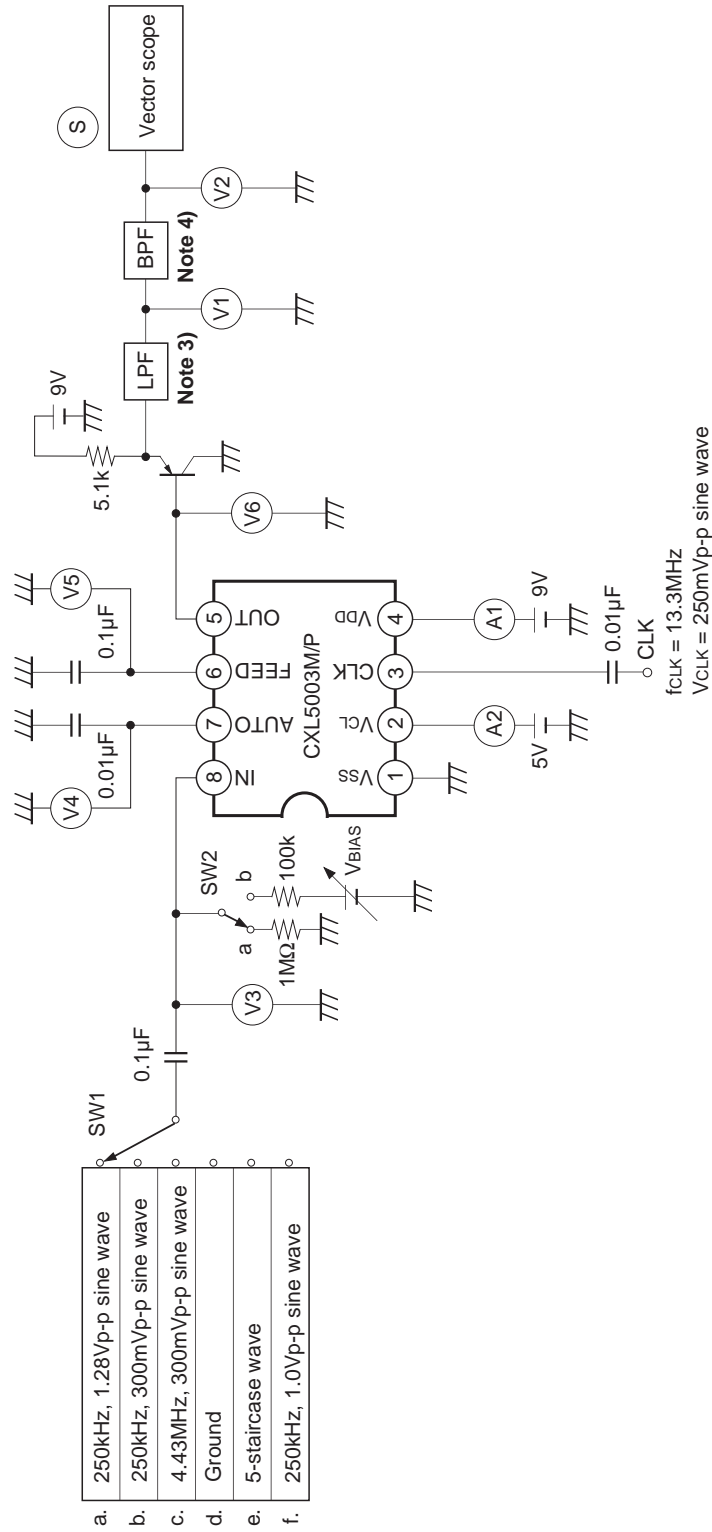 a. 250kHz, 1.28Vp-p sine wave
b. 250kHz, 300mVp-p sine wave
c. 4.43MHz, 300mVp-p sine wave
d. Ground
e. 5-staircase wave
f. 250kHz, 1.0Vp-p sine wave
SW1
0.1µF
V3
SW2
a
b
1MΩ
100k
VBIAS
V4
0.01µF
0.1µF
V5
8
7
6
5
IN
AUTO
FEED
OUT
CXL5003M/P
VSS
VCL
CLK
VDD
1
2
3
4
A2
5V
A1
9V
0.01µF
CLK
fCLK = 13.3MHz
VCLK = 250mVp-p sine wave
V6
5.1k
9V
LPF
Note 3)
V1
BPF
Note 4)
V2
S
Vector scope